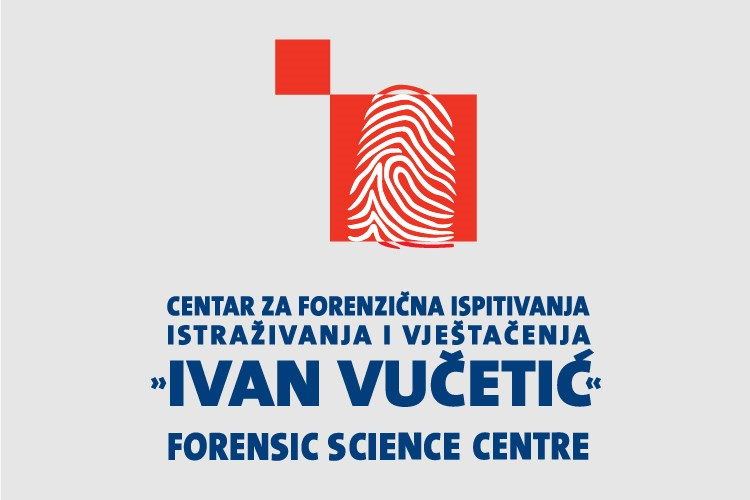 CENTAR ZA FORENZIČNA ISPITIVANJA
ISTRAŽIVANJA I VJEŠTAČENJA
»IVAN VUČETIĆ«
FORENSIC SCIENCE CENTRE